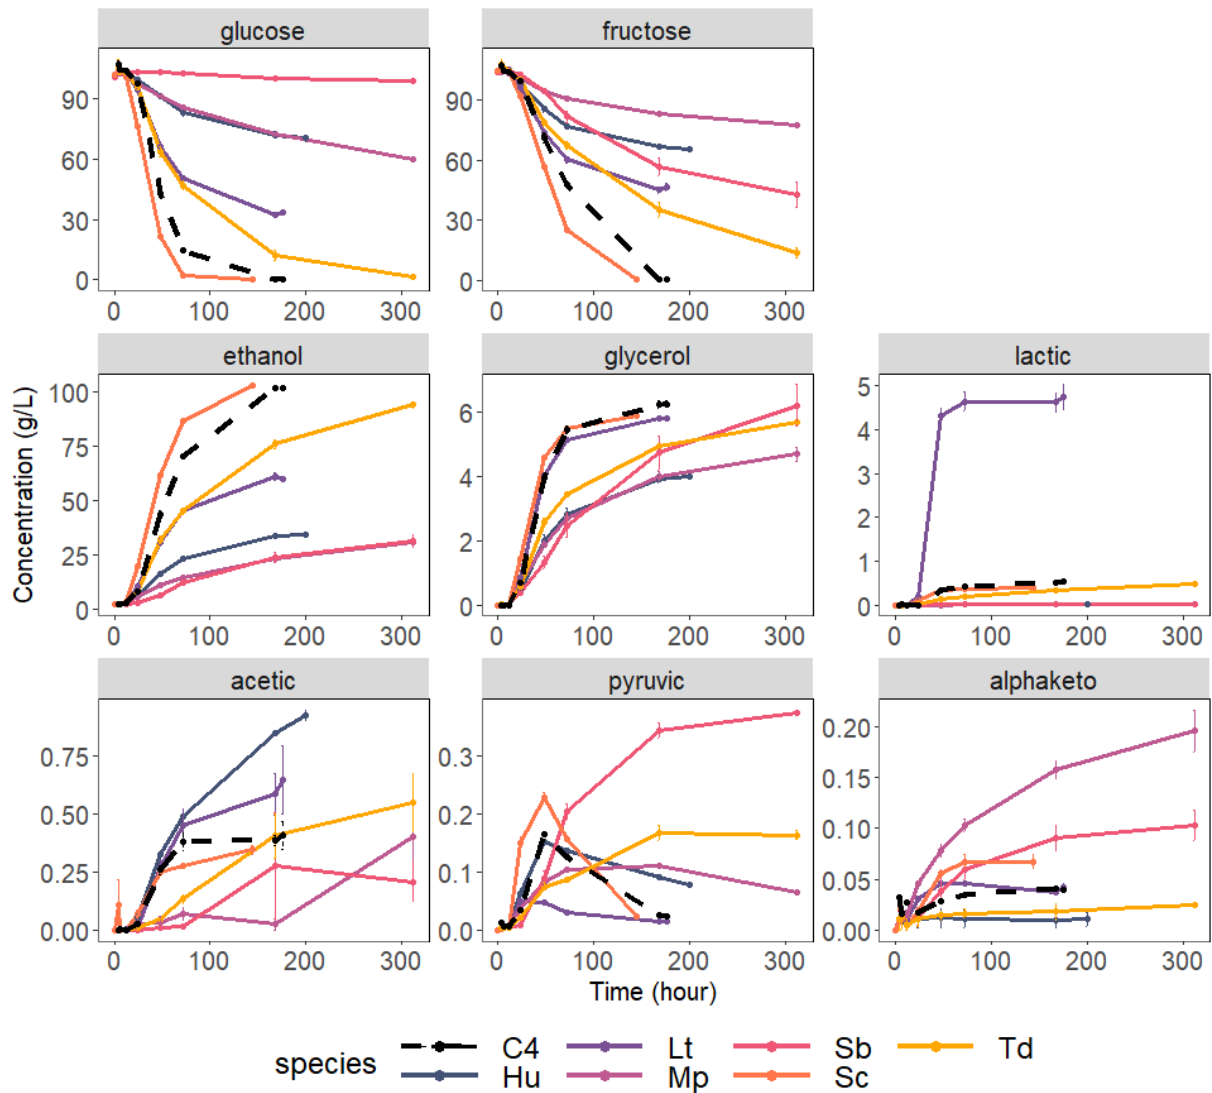 glucose fructose
90 90
60 60
30 30
0 0
0 100 200 300 0 100 200 300
ethanol glycerol lactic
100 6 5
75 4 4
50 2 3
25 0 2
0 1
0
0 100 200 300 0 100 200 300 0 100 200 300
acetic pyruvic alphaketo
0.75 0.3 0.20
0.50 0.2 0.15
0.25 0.1 0.10
0.00 0.0 0.05
0.00
0 100 200 300 0 100 200 300 0 100 200 300
Concentration (g/L)
Time (hour)
species C4 Lt Sb Td
Hu Mp Sc